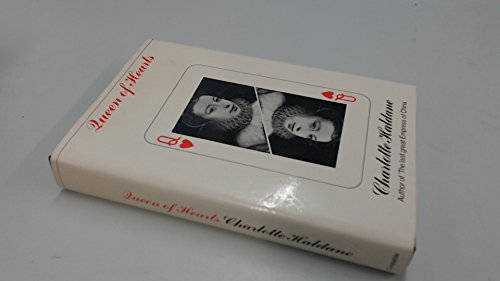 Queen of Hearts
Q
Q
Charlotte Haldane
Author of The last great Empress of China
Queen of Hearts Charlotte Haldane